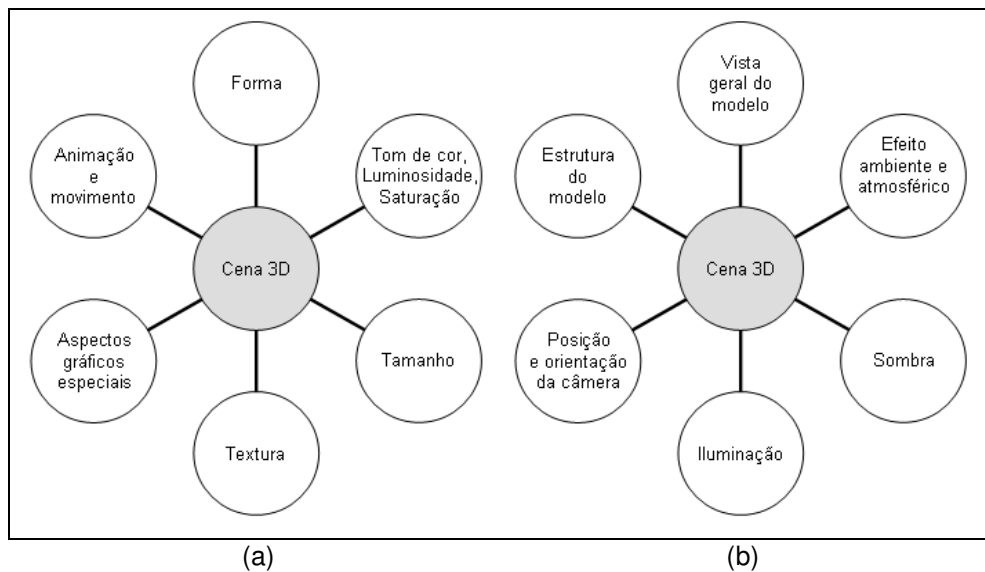 Forma
Tom de cor,
Luminosidade,
Saturação
Tamanho
Textura
Aspectos
gráficos
especiais
Animação
e
movimento
Cena 3D
(a)
Vista
geral do
modelo
Efeito
ambiente e
atmosférico
Sombra
Iluminação
Posição
e orientação
da câmera
Estrutura
do
modelo
Cena 3D
(b)